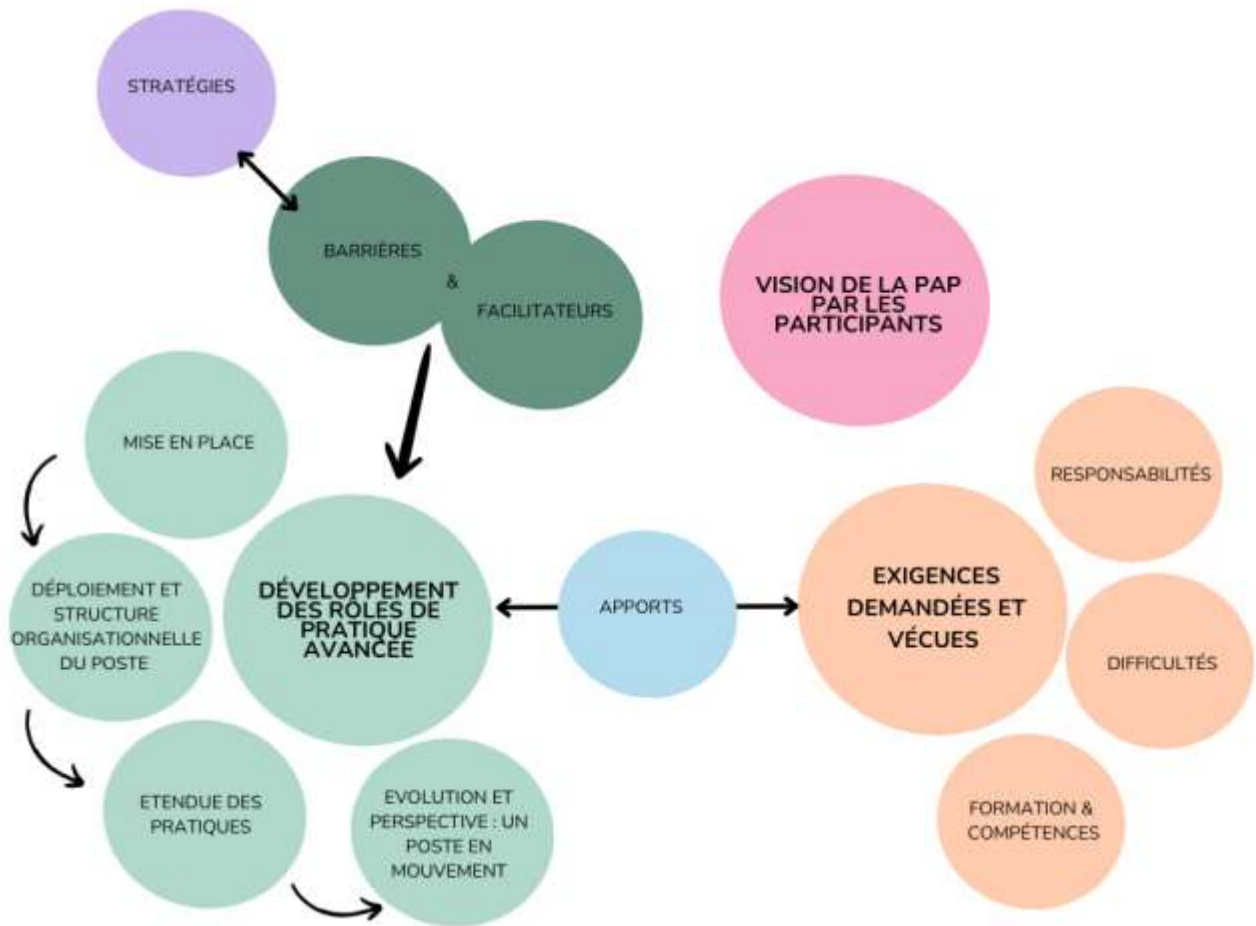 STRATÉGIES
BARRIÈRES
&
FACILITATEURS
VISION DE LA PAP
PAR LES
PARTICIPANTS
MISE EN PLACE
DÉPLOIEMENT ET
STRUCTURE
ORGANISATIONNELLE
DU POSTE
ETENDUE DES
PRATIQUES
EVOLUTION ET
PERSPECTIVE : UN
POSTE EN
MOUVEMENT
DÉVELOPPEMENT
DES RÔLES DE
PRATIQUE
AVANCÉE
APPORTS
EXIGENCES
DEMANDÉES ET
VÉCUES
RESPONSABILITÉS
DIFFICULTÉS
FORMATION &
COMPÉTENCES